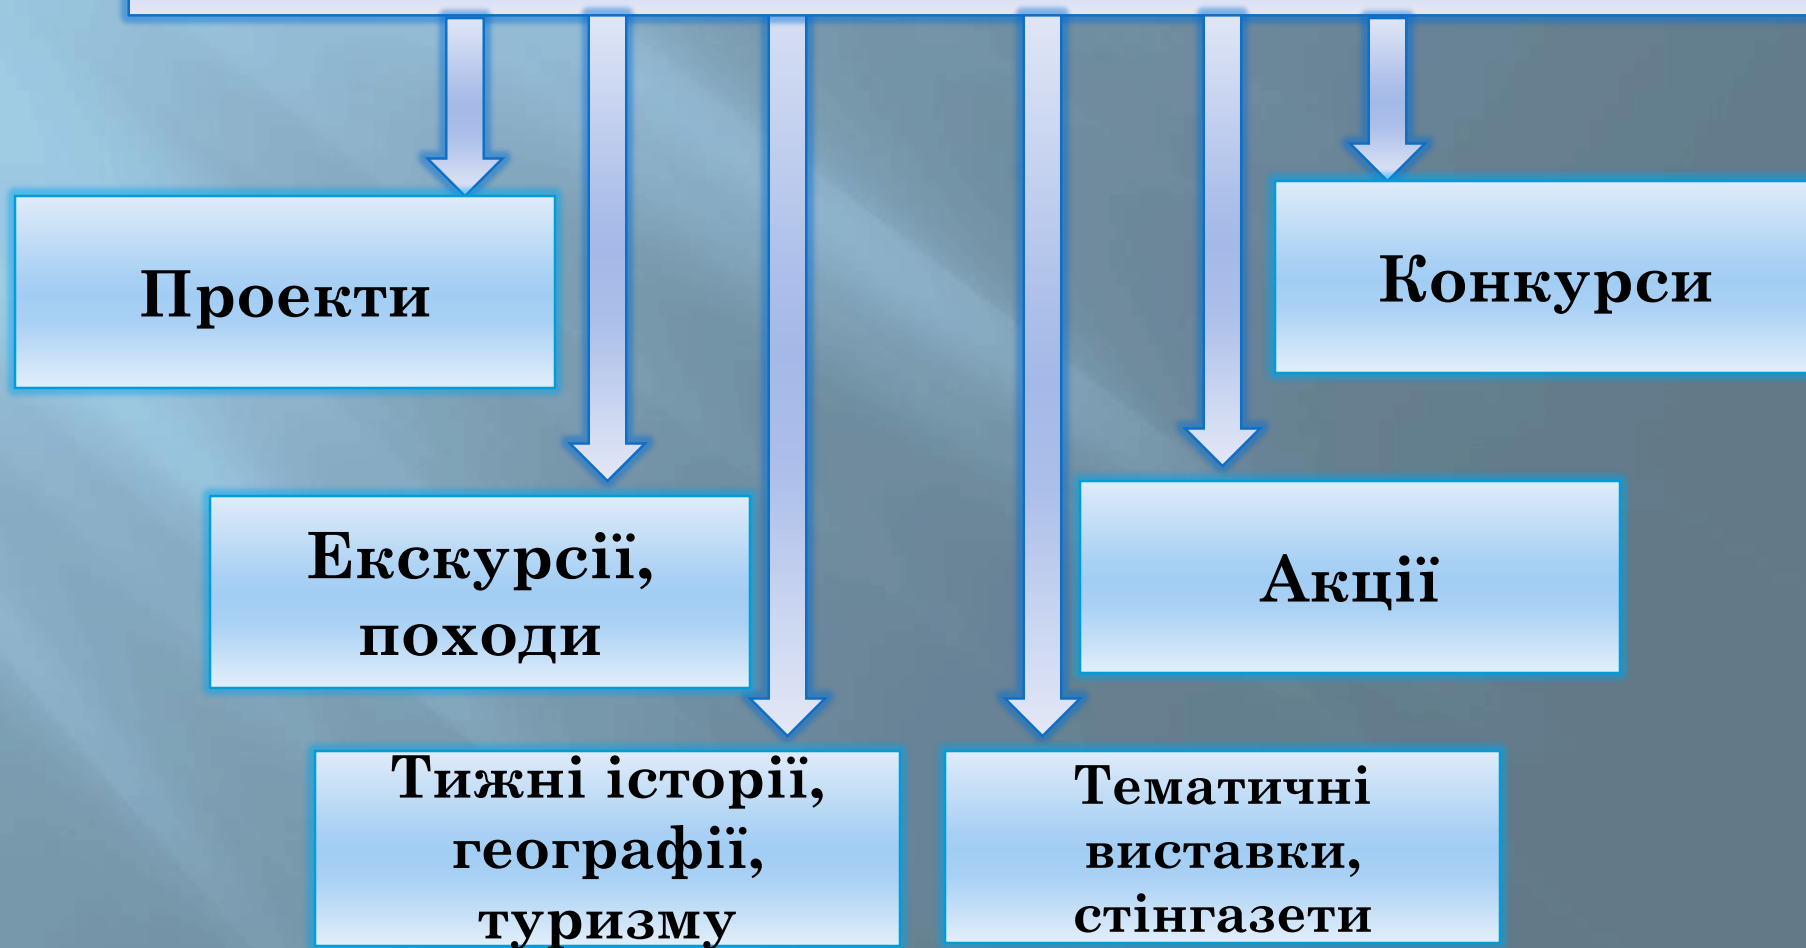 Проекти
Конкурси
Екскурсії,
походи
Акції
Тижні історії,
географії,
туризму
Тематичні
виставки,
стінгазети